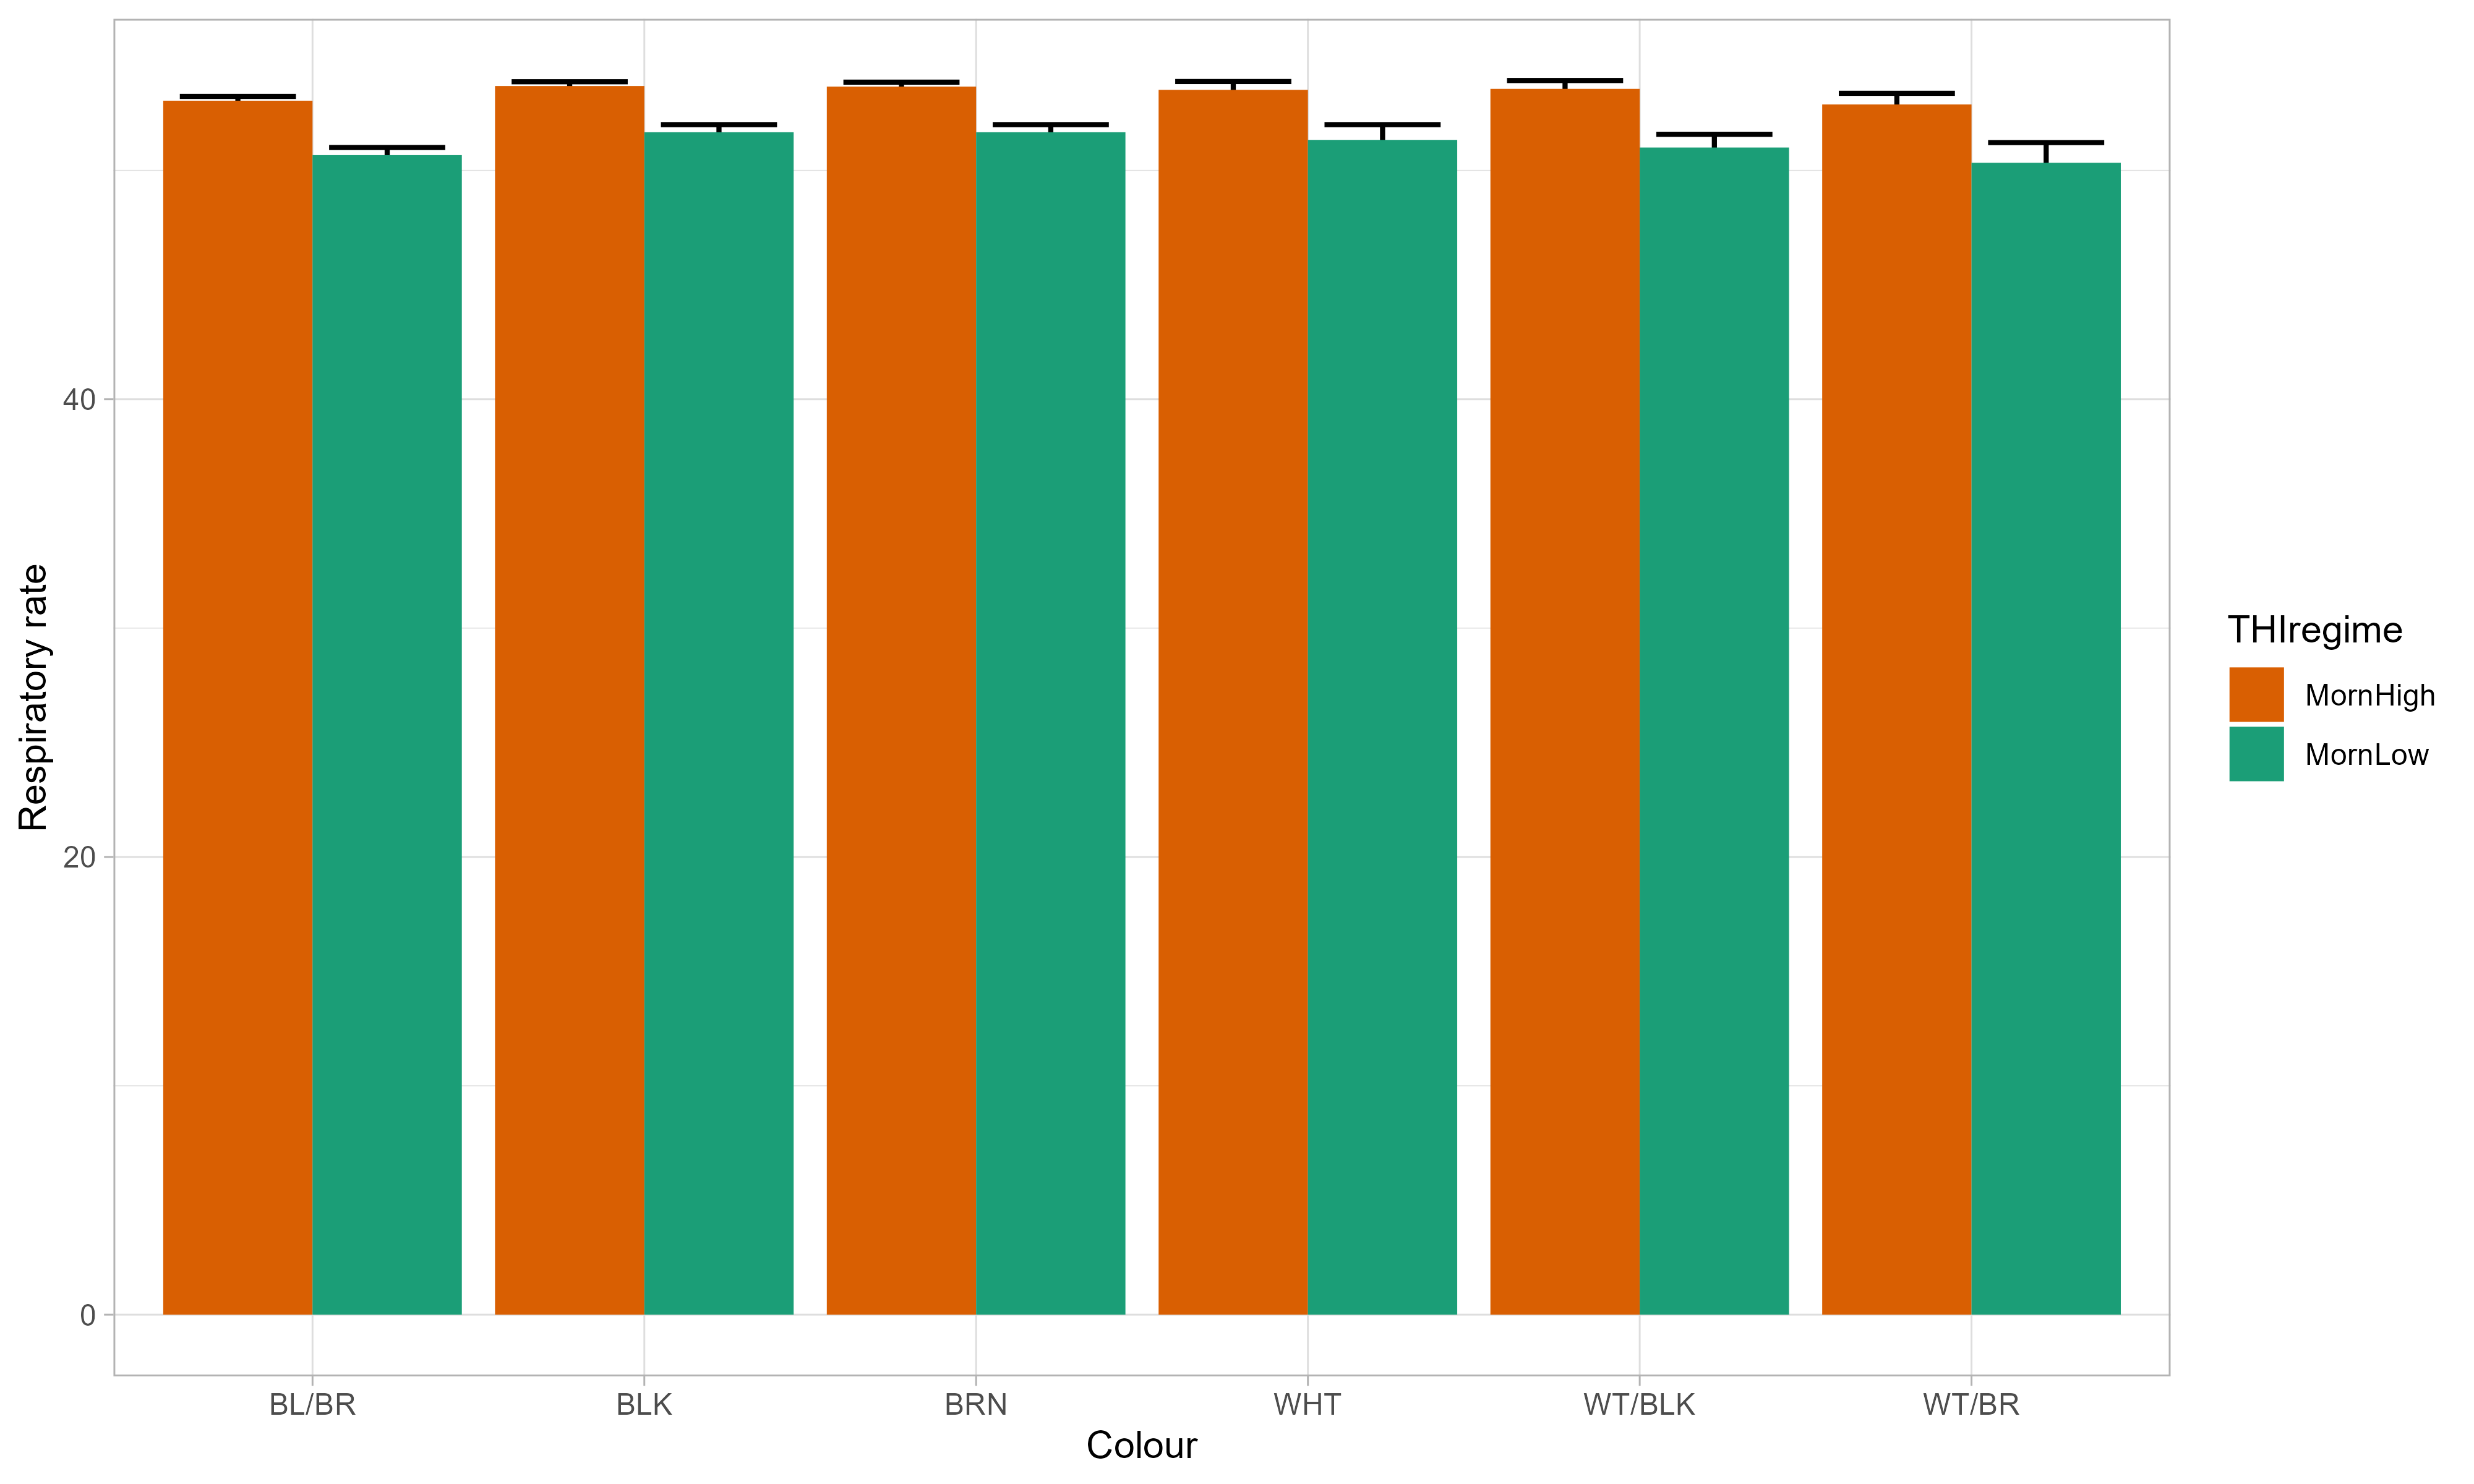 Respiratory rate
40
20
0
BL/BR
BLK
BRN
WHT
WT/BLK
WT/BR
Colour
THIregime
MornHigh
MornLow